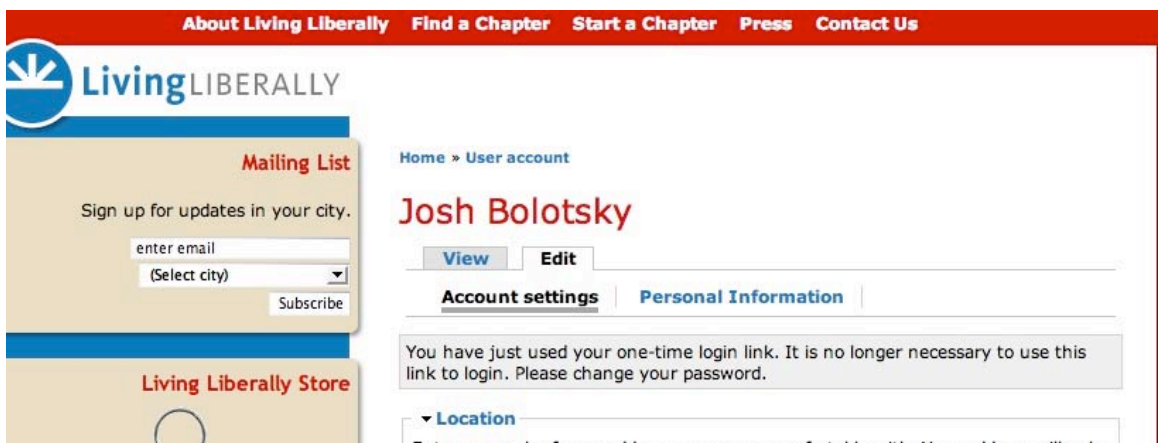 About Living Liberally Find a Chapter Start a Chapter Press Contact Us
LivingLIBERALLY
Mailing List
Sign up for updates in your city.
enter email
(Select city)
Subscribe
Living Liberally Store
Home » User account
Josh Bolotsky
View Edit
Account settings Personal Information
You have just used your one-time login link. It is no longer necessary to use this
link to login. Please change your password.
Location